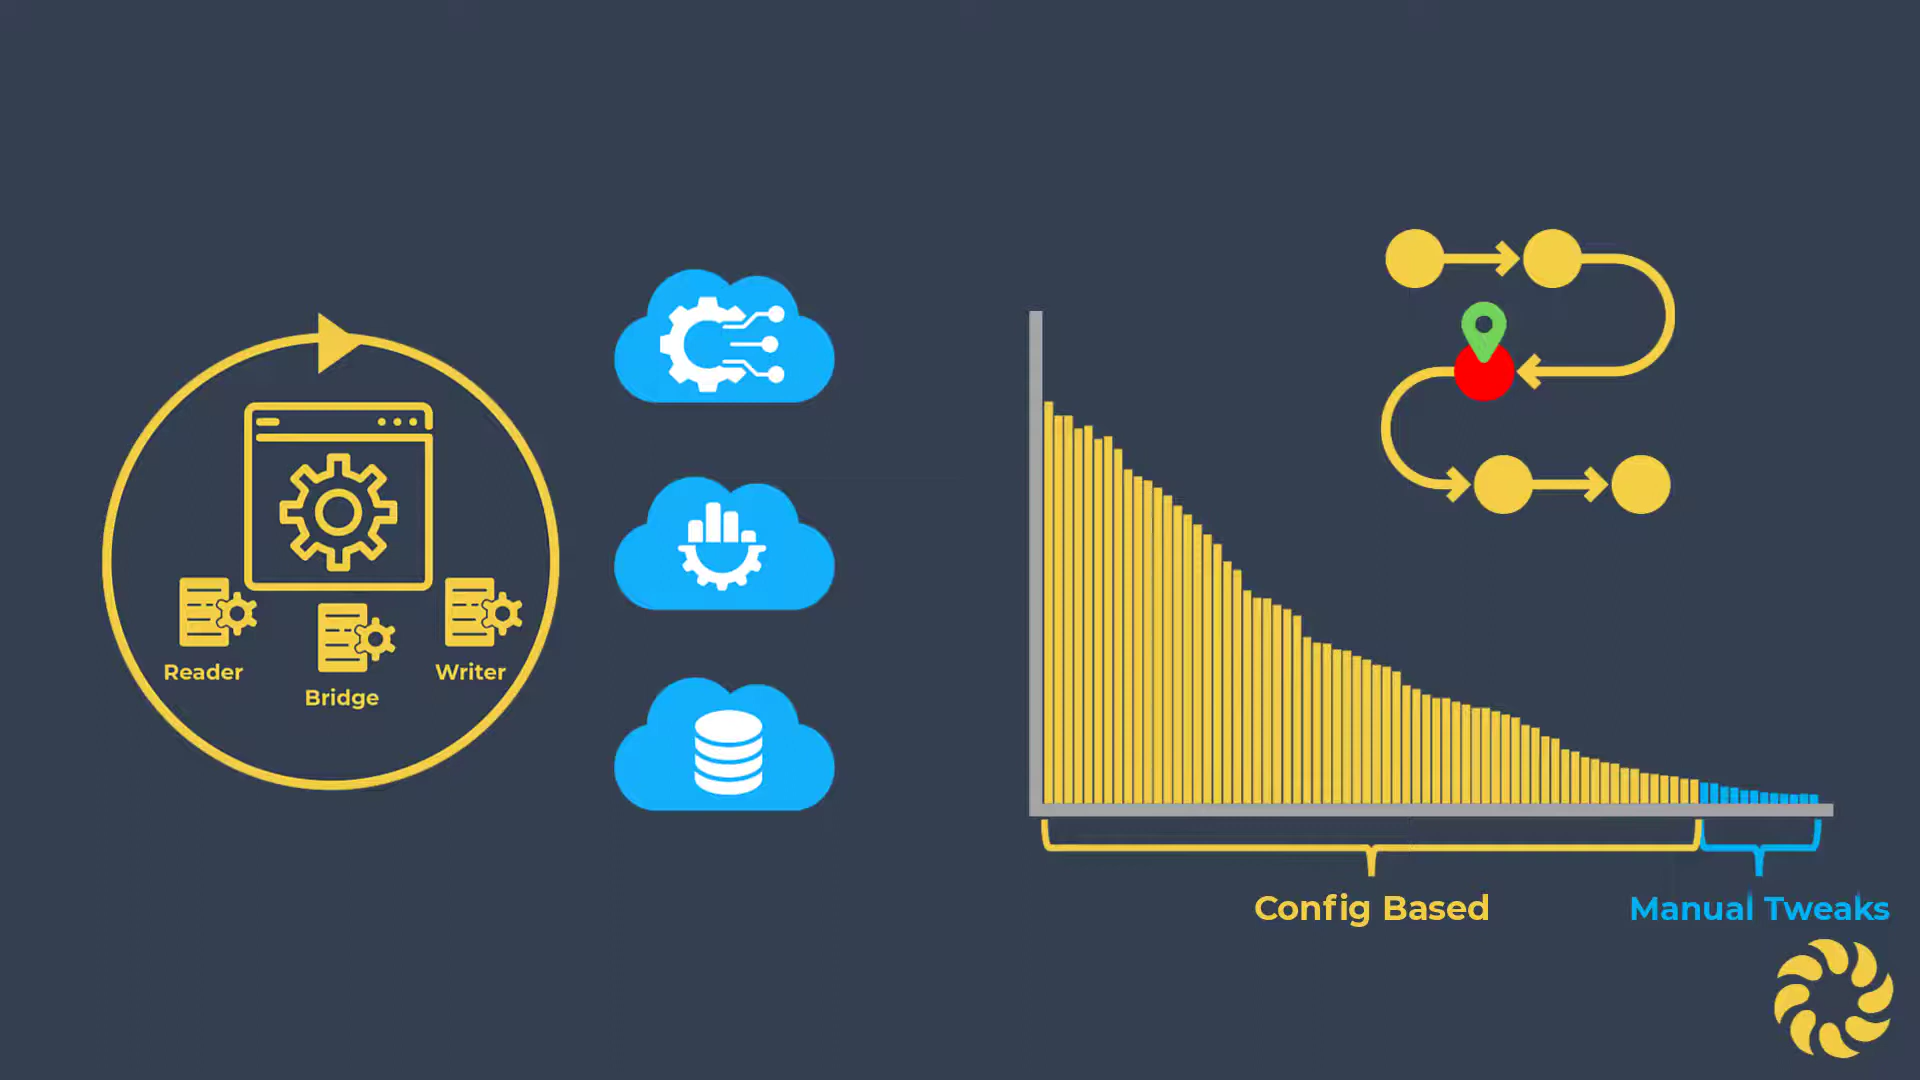 Reader
Bridge
Writer
Config Based
Manual Tweaks